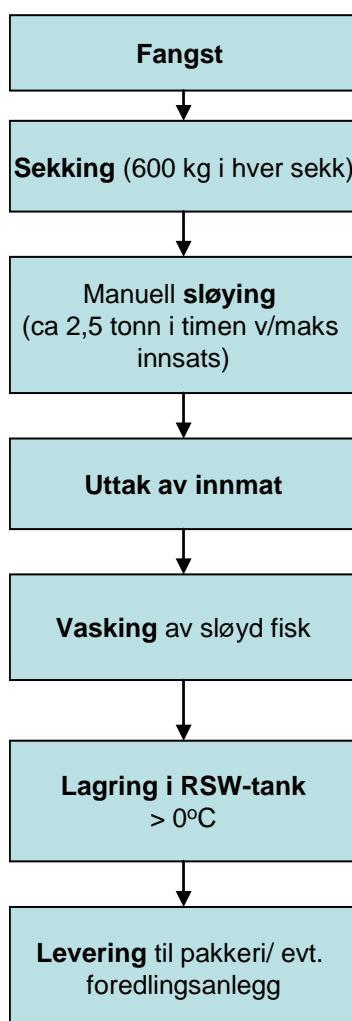 Fangst
Sekking (600 kg i hver sekk)
Manuell sløying
(ca 2,5 tonn i timen v/maks
innsats)
Uttak av innmat
Vasking av sløyd fisk
Lagring i RSW-tank
> 0°C
Levering til pakkeri/ evt.
foredlingsanlegg